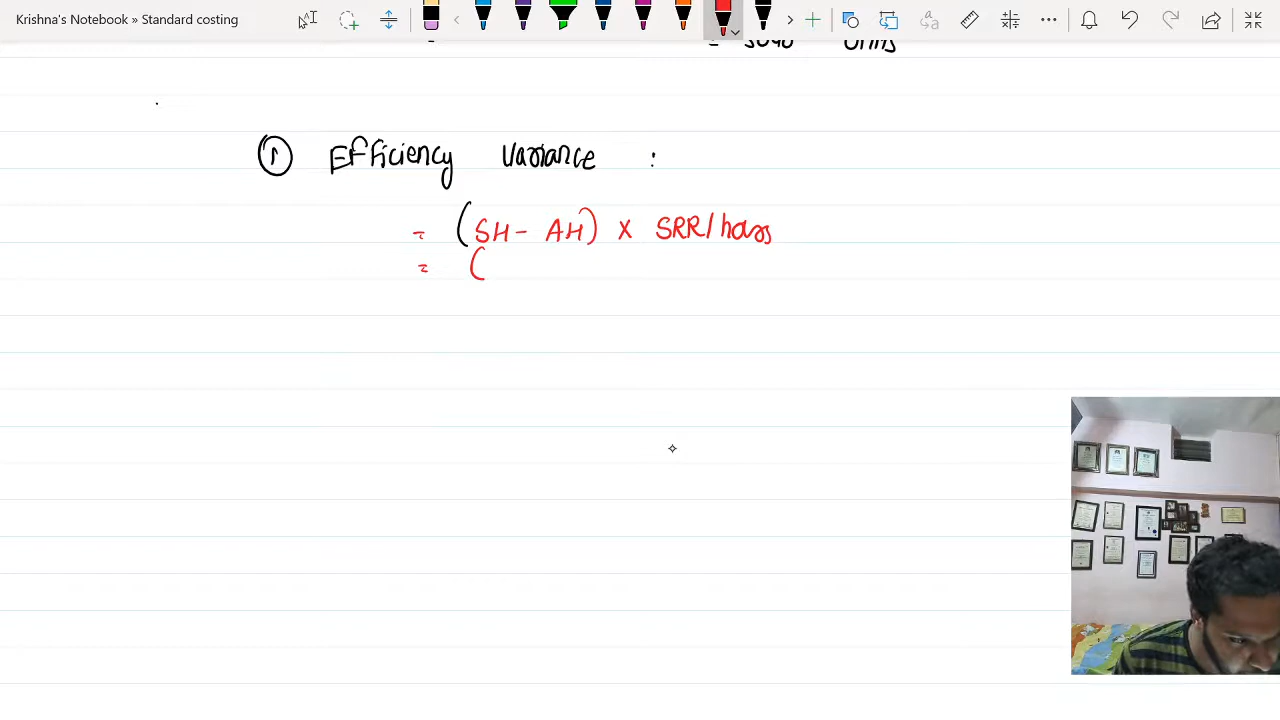 Krishna's Notebook » Standard costing
① Efficiency Variance :
= (SH - AH) x SRR/hours
= (